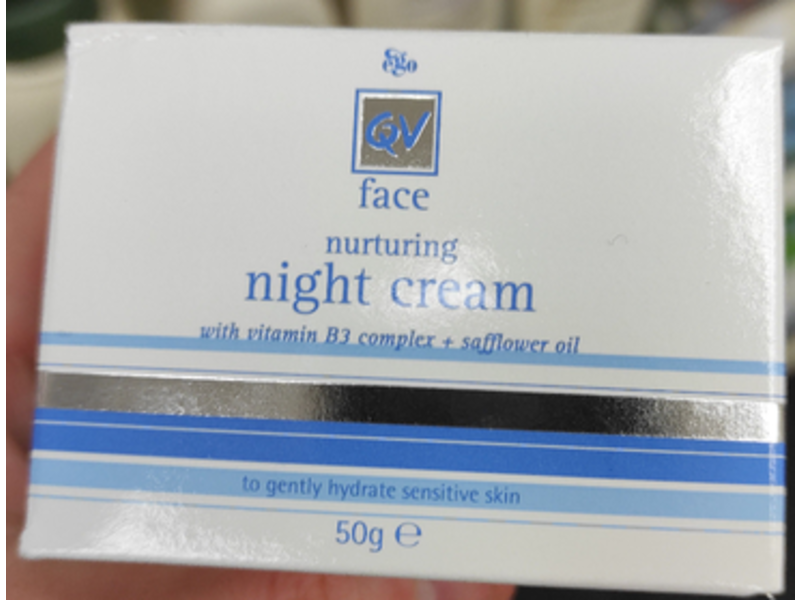 Ego
QV
face
nurturing
night cream
with vitamin B3 complex + safflower oil
to gently hydrate sensitive skin
50g ℮